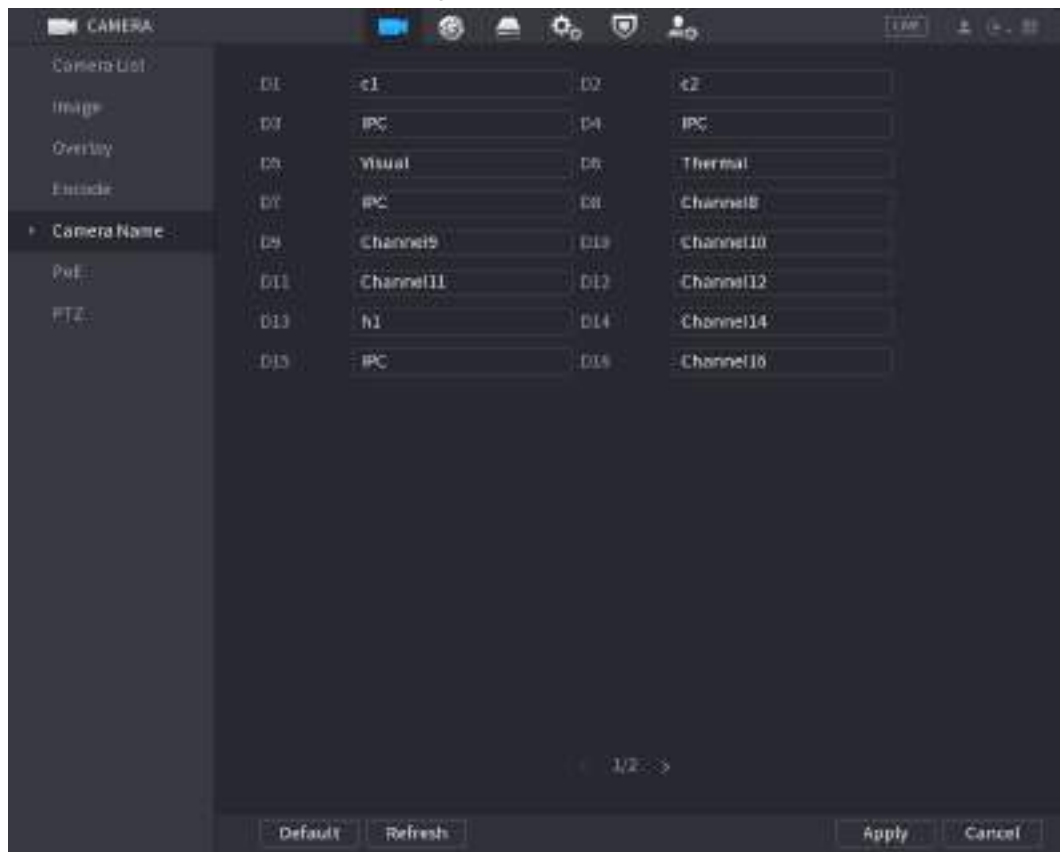 CAMERA LIVE
Camera List
Image
Overlay
Encode
Camera Name
PoE
PTZ
D1 c1 D2 c2
D3 IPC D4 IPC
D5 Visual D6 Thermal
D7 IPC D8 Channel8
D9 Channel9 D10 Channel10
D11 Channel11 D12 Channel12
D13 h1 D14 Channel14
D15 IPC D16 Channel16
< 1/2 >
Default Refresh Apply Cancel